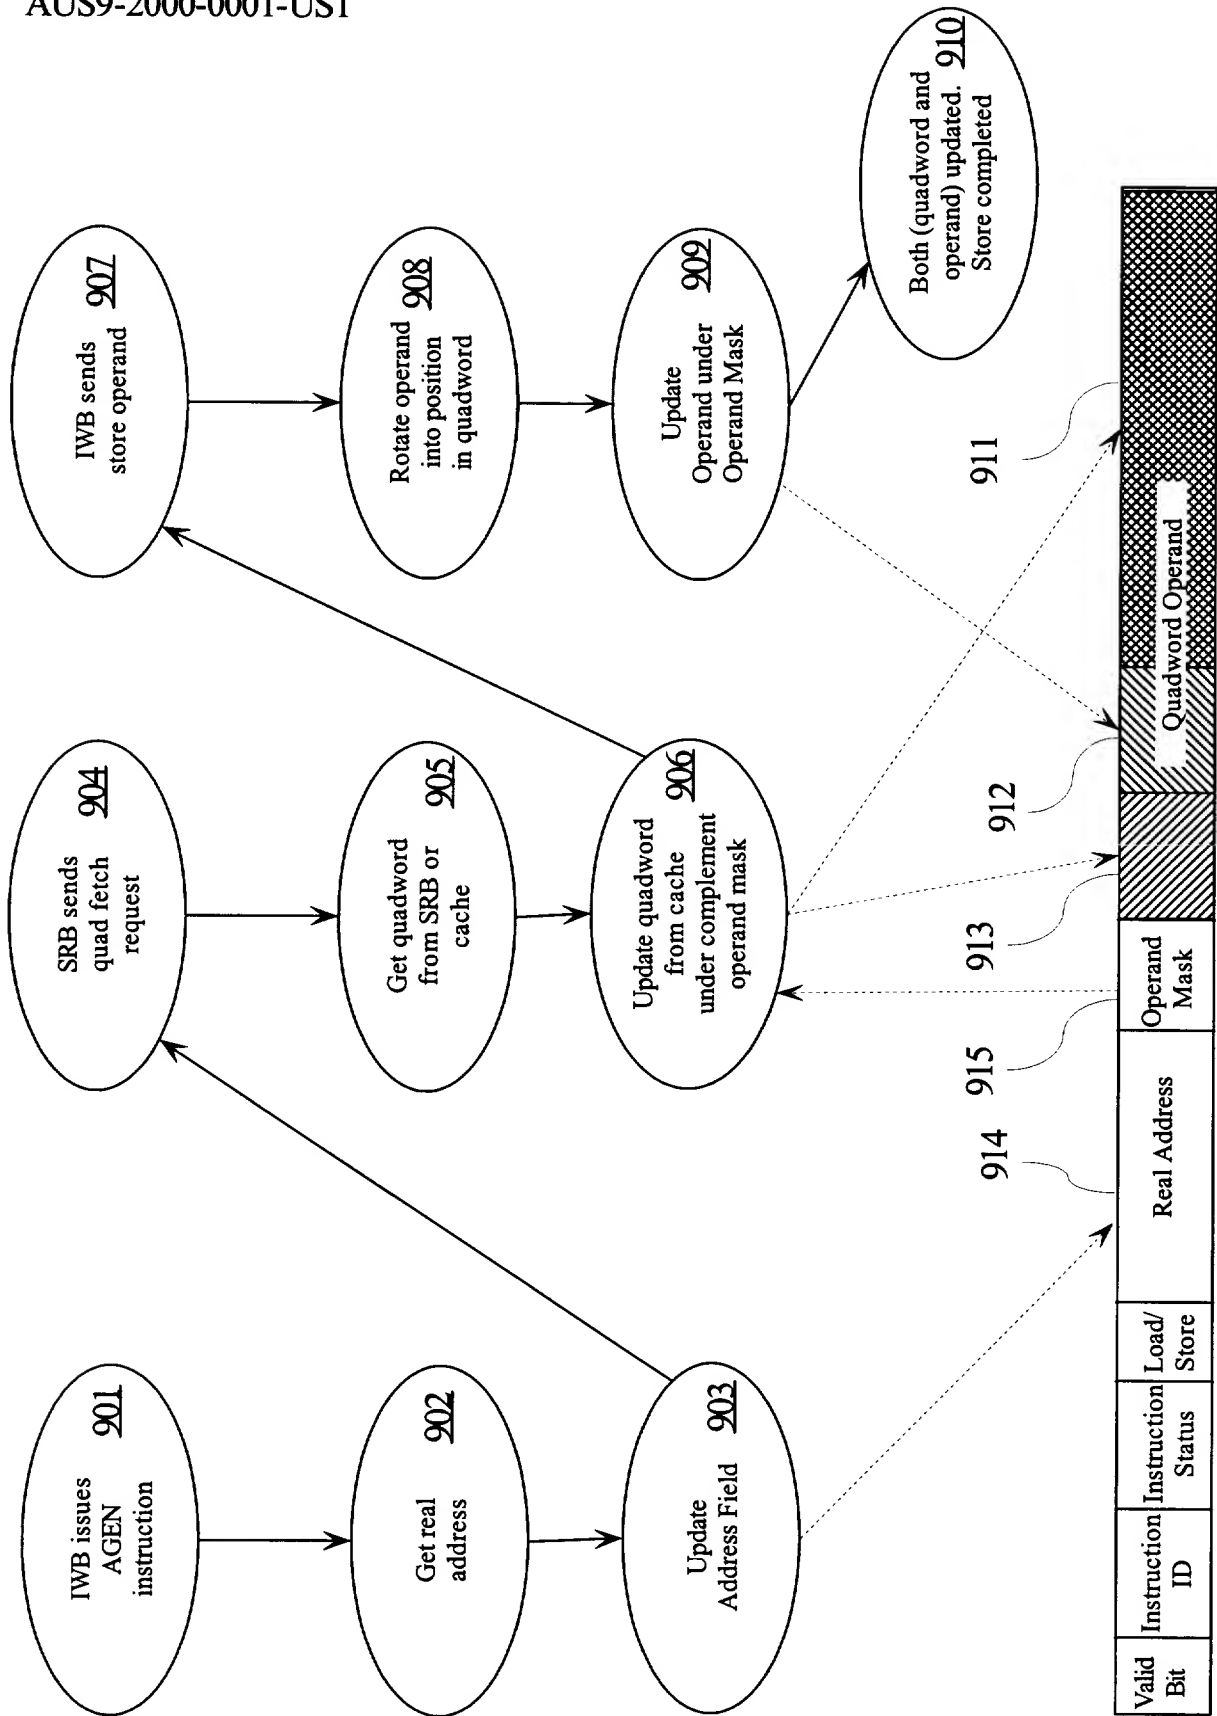 AUS9-2000-0001-US1
IWB issues
AGEN
instruction
901
Get real
address
902
Update
Address Field
903
SRB sends
quad fetch
request
904
Get quadword
from SRB or
cache
905
Update quadword
from cache
under complement
operand mask
906
IWB sends
store operand
907
Rotate operand
into position
in quadword
908
Update
Operand under
Operand Mask
909
Both (quadword and
operand) updated.
Store completed
910
914
915
913
912
911
Valid
Bit
Instruction
ID
Instruction
Status
Load/
Store
Real Address
Operand
Mask
Quadword Operand